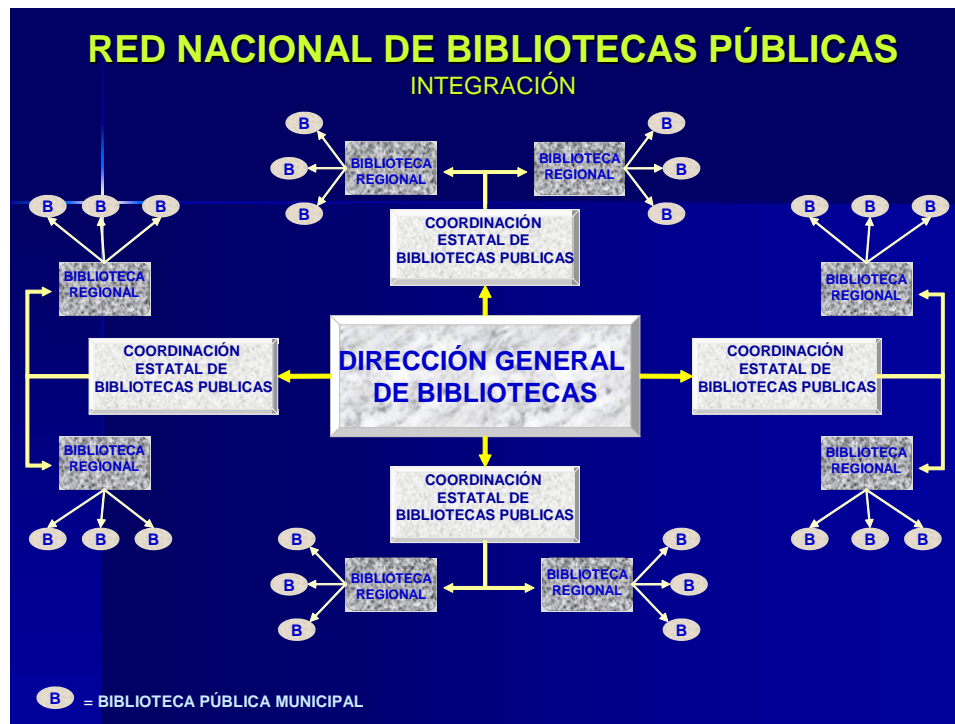 RED NACIONAL DE BIBLIOTECAS PÚBLICAS
INTEGRACIÓN
B
B
B
BIBLIOTECA
REGIONAL
BIBLIOTECA
REGIONAL
B
B
B
B
B
B
BIBLIOTECA
REGIONAL
COORDINACIÓN
ESTATAL DE
BIBLIOTECAS PUBLICAS
B
B
B
BIBLIOTECA
REGIONAL
COORDINACIÓN
ESTATAL DE
BIBLIOTECAS PUBLICAS
DIRECCIÓN GENERAL
DE BIBLIOTECAS
COORDINACIÓN
ESTATAL DE
BIBLIOTECAS PUBLICAS
BIBLIOTECA
REGIONAL
B
B
B
COORDINACIÓN
ESTATAL DE
BIBLIOTECAS PUBLICAS
BIBLIOTECA
REGIONAL
B
B
B
B
B
B
BIBLIOTECA
REGIONAL
BIBLIOTECA
REGIONAL
B
B
B
B = BIBLIOTECA PÚBLICA MUNICIPAL